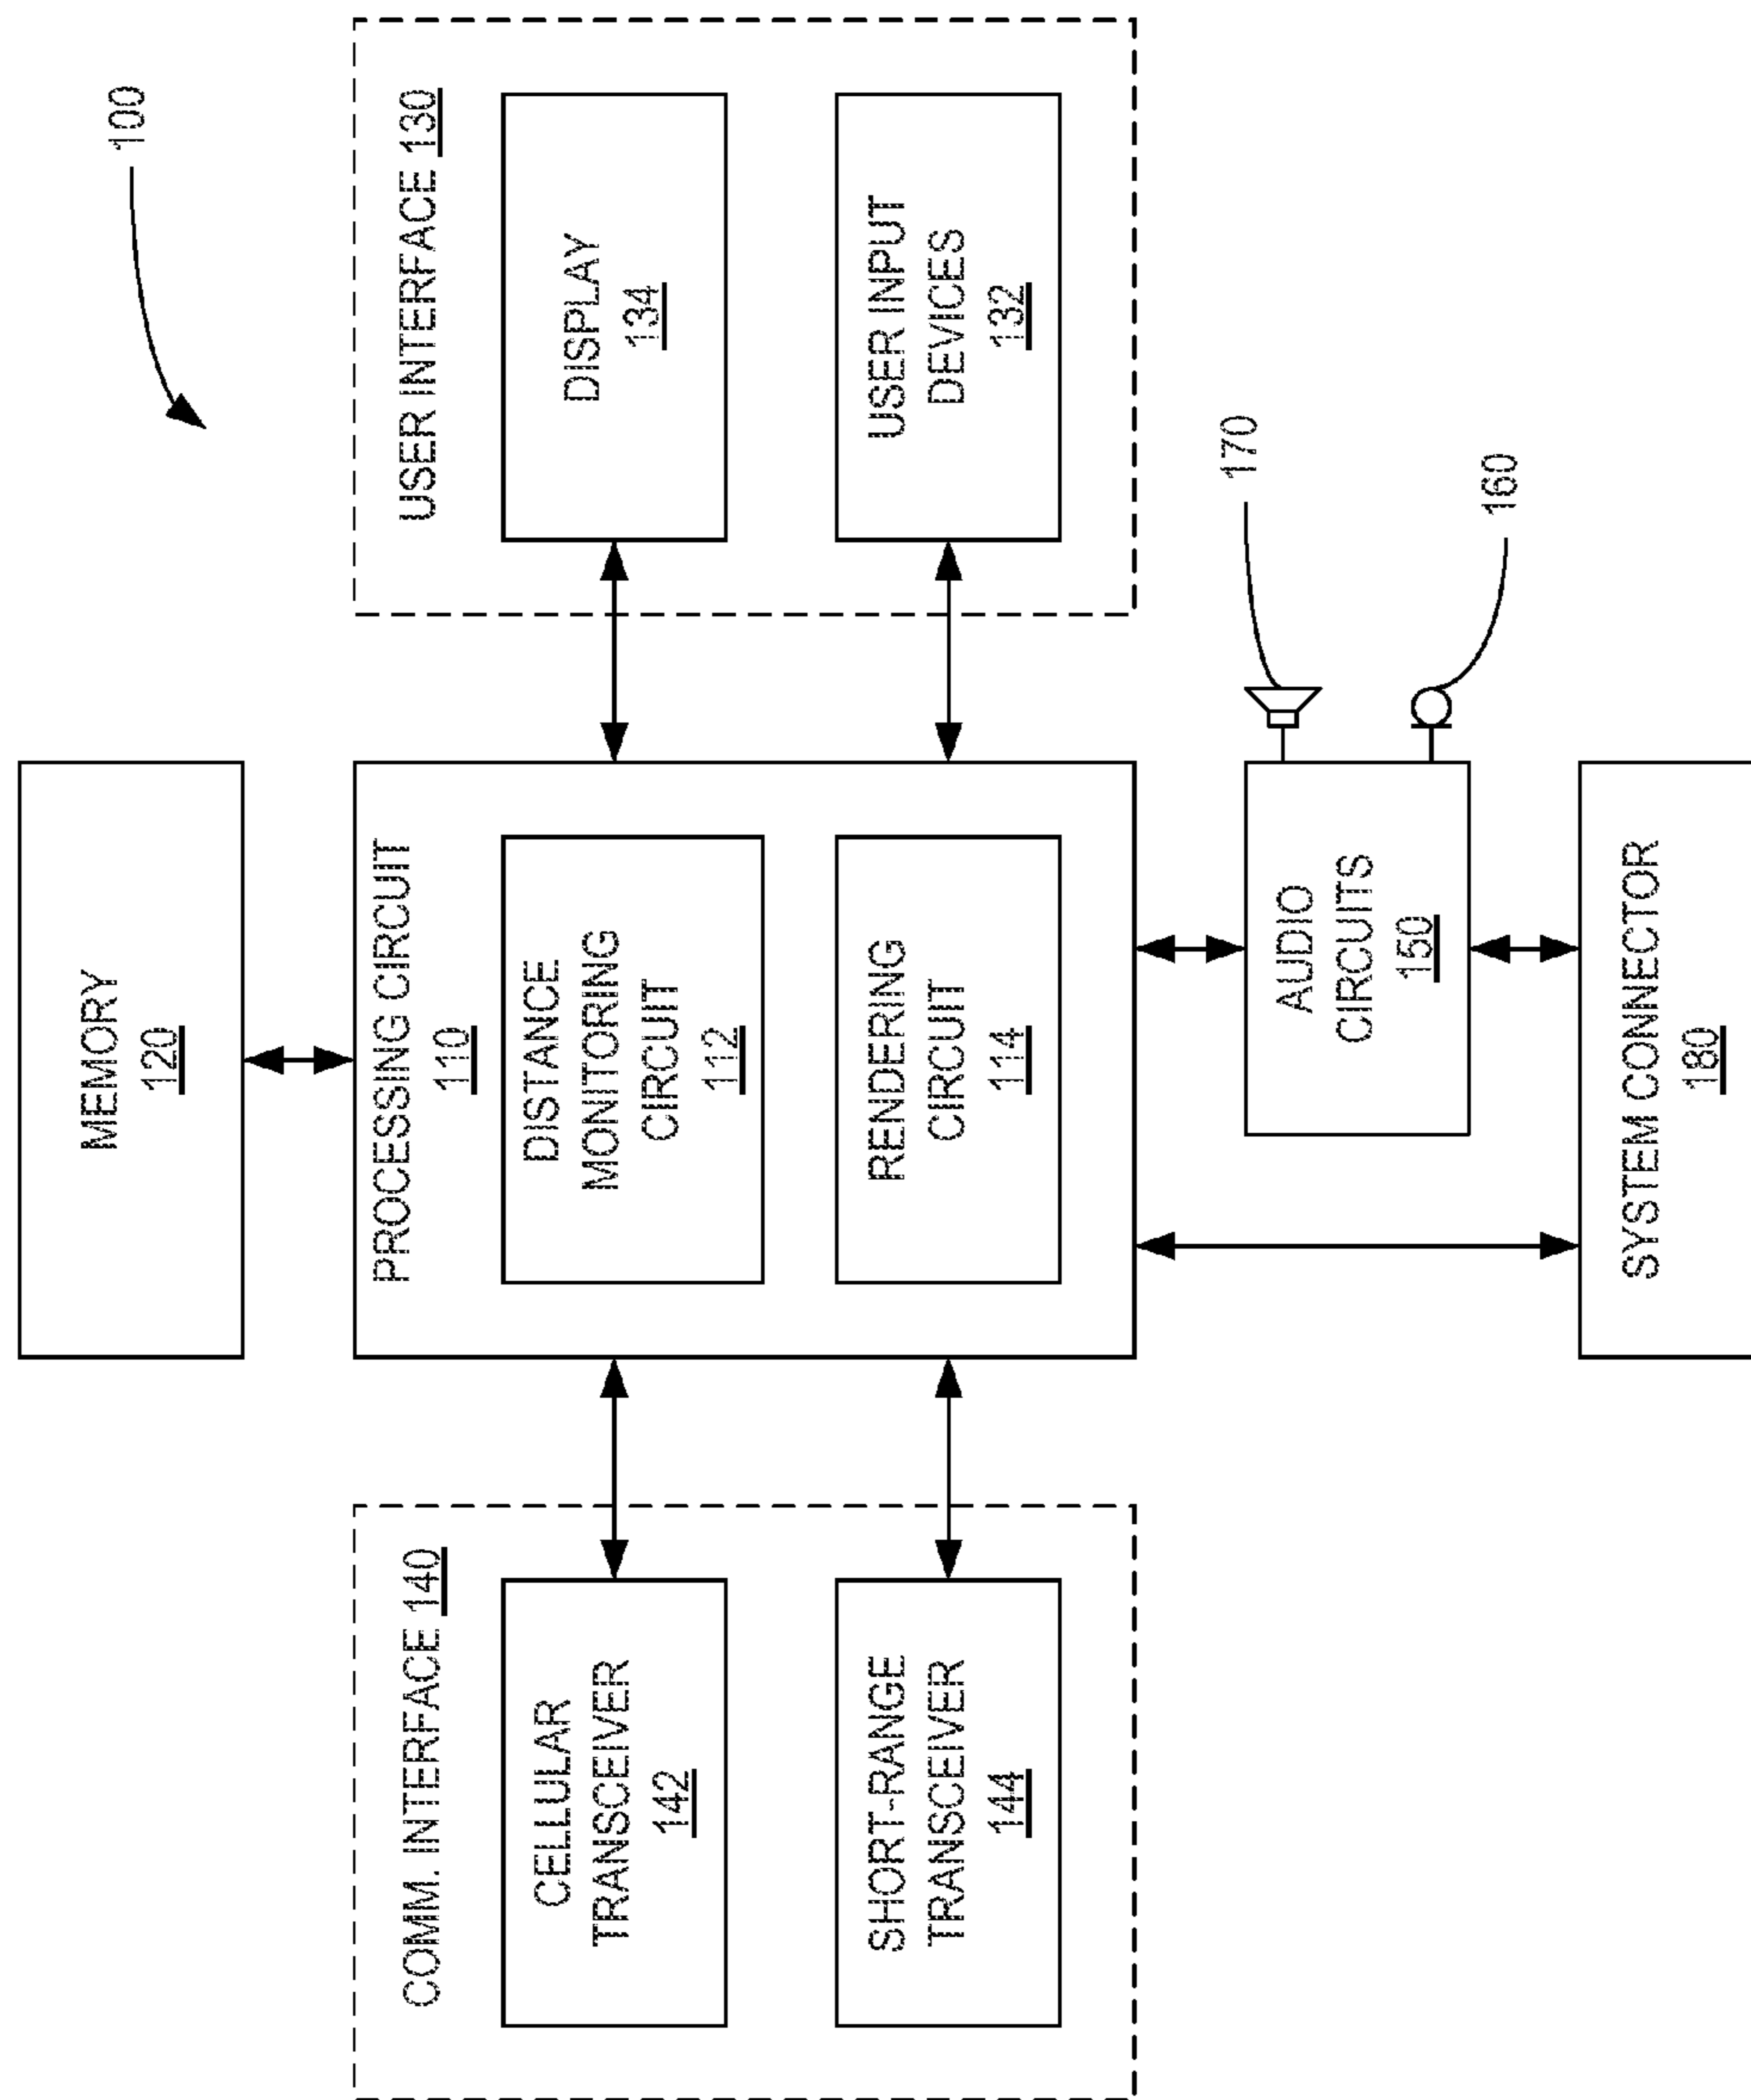 100
MEMORY
120
COMM. INTERFACE 140
CELLULAR
TRANSCEIVER
142
SHORT-RANGE
TRANSCEIVER
144
PROCESSING CIRCUIT
110
DISTANCE
MONITORING
CIRCUIT
112
RENDERING
CIRCUIT
114
USER INTERFACE 130
DISPLAY
134
USER INPUT
DEVICES
132
AUDIO
CIRCUITS
150
170
160
SYSTEM CONNECTOR
180